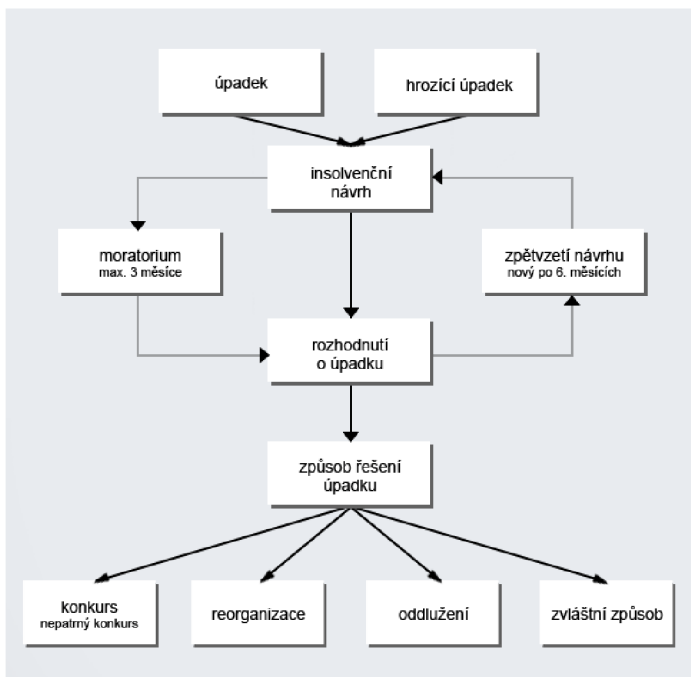 úpadek
hrozící úpadek
insolvenční
návrh
moratorium
max. 3 měsíce
zpětvzetí návrhu
nový po 6. měsících
rozhodnutí
o úpadku
způsob řešení
úpadku
konkurs
nepatrný konkurs
reorganizace
oddlužení
zvláštní způsob